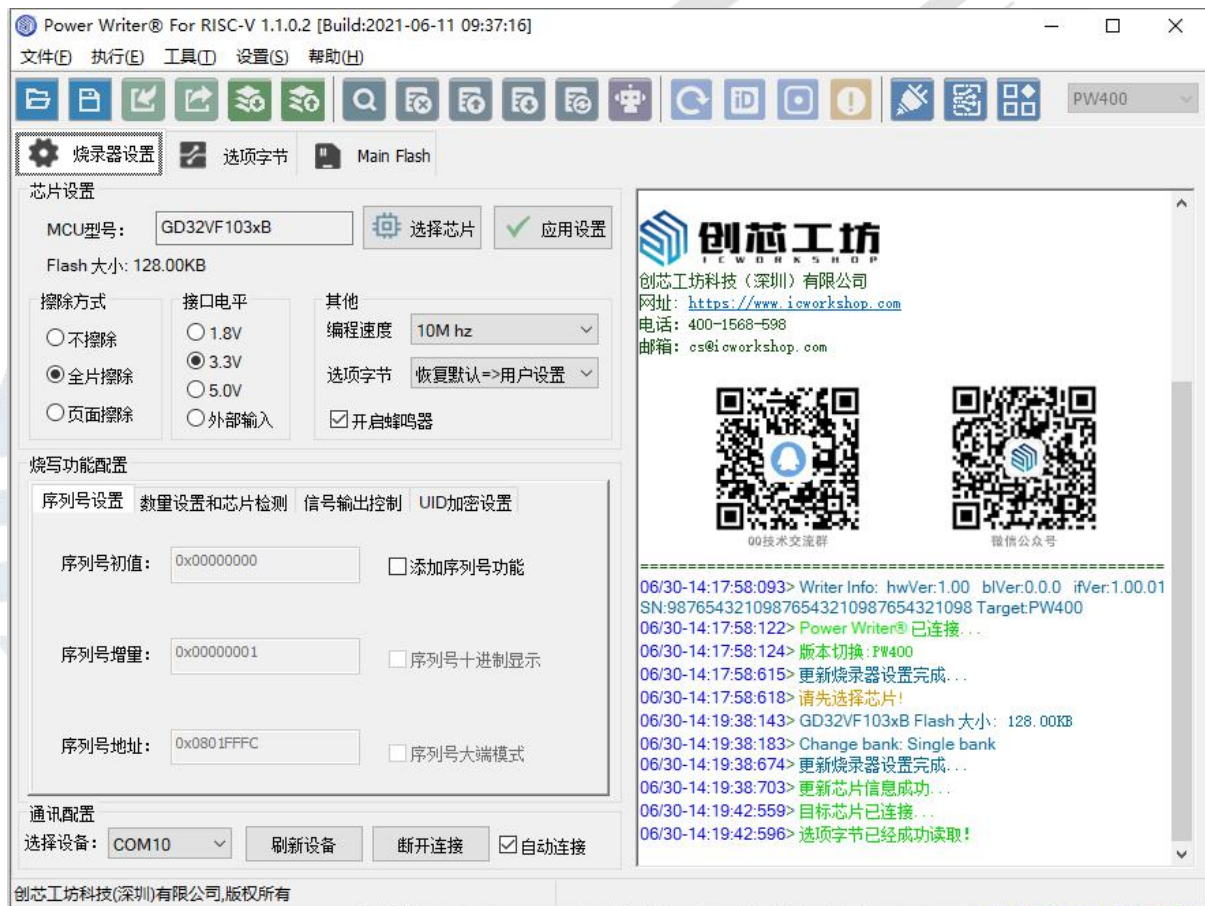 Power Writer® For RISC-V 1.1.0.2 [Build:2021-06-11 09:37:16]
文件(F) 执行(E) 工具(T) 设置(S) 帮助(H)
PW400
烧录器设置 选项字节 Main Flash
芯片设置
MCU型号： GD32VF103xB 选择芯片 应用设置
Flash 大小: 128.00KB
擦除方式 接口电平 其他
不擦除 1.8V 编程速度 10M hz
全片擦除 3.3V 选项字节 恢复默认=>用户设置
5.0V
页面擦除 外部输入 开启蜂鸣器
烧写功能配置
序列号设置 数量设置和芯片检测 信号输出控制 UID加密设置
序列号初值： 0x00000000 添加序列号功能
序列号增量： 0x00000001 序列号十进制显示
序列号地址： 0x0801FFFC 序列号大端模式
通讯配置
选择设备： COM10 刷新设备 断开连接 自动连接
创芯工坊科技(深圳)有限公司,版权所有
创芯工坊
ICWORKSHOP
创芯工坊科技（深圳）有限公司
网址: https://www.icworkshop.com
电话: 400-1568-598
邮箱: cs@icworkshop.com
QQ技术交流群 微信公众号
======================================================
06/30-14:17:58:093> Writer Info: hwVer:1.00 blVer:0.0.0 ifVer:1.00.01
SN:98765432109876543210987654321098 Target:PW400
06/30-14:17:58:122> Power Writer® 已连接...
06/30-14:17:58:124> 版本切换:PW400
06/30-14:17:58:615> 更新烧录器设置完成...
06/30-14:17:58:618> 请先选择芯片!
06/30-14:19:38:143> GD32VF103xB Flash 大小: 128.00KB
06/30-14:19:38:183> Change bank: Single bank
06/30-14:19:38:674> 更新烧录器设置完成...
06/30-14:19:38:703> 更新芯片信息成功...
06/30-14:19:42:559> 目标芯片已连接...
06/30-14:19:42:596> 选项字节已经成功读取!